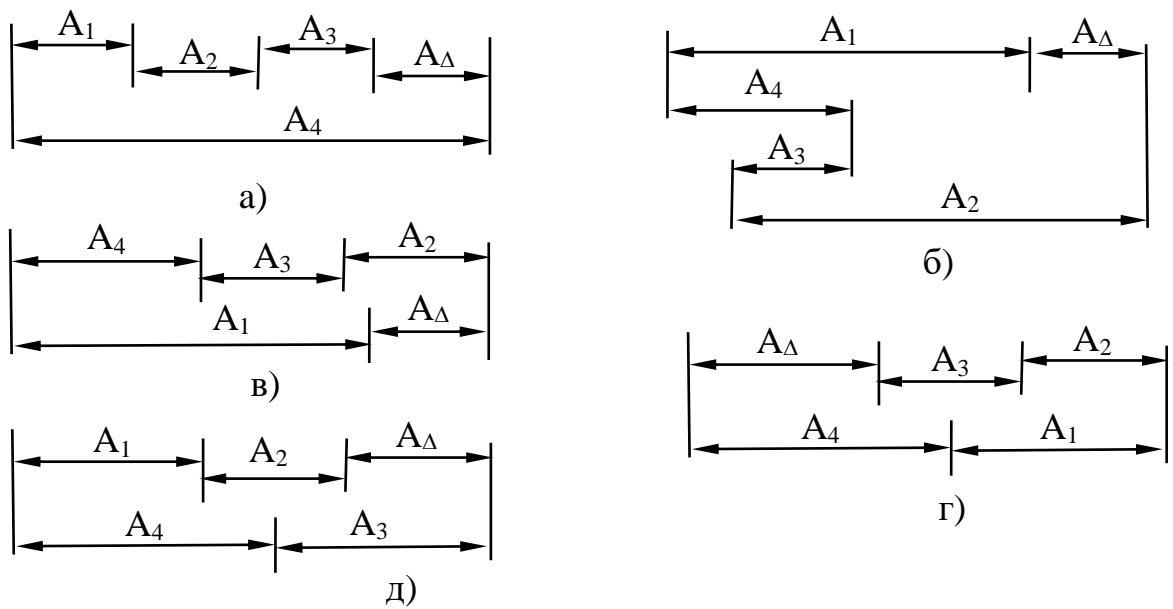 A1 A2 A3 AΔ
A4
а)
A1 AΔ
A4
A3
A2
б)
A4 A3 A2
A1 AΔ
в)
AΔ A3 A2
A4 A1
г)
A1 A2 AΔ
A4 A3
д)